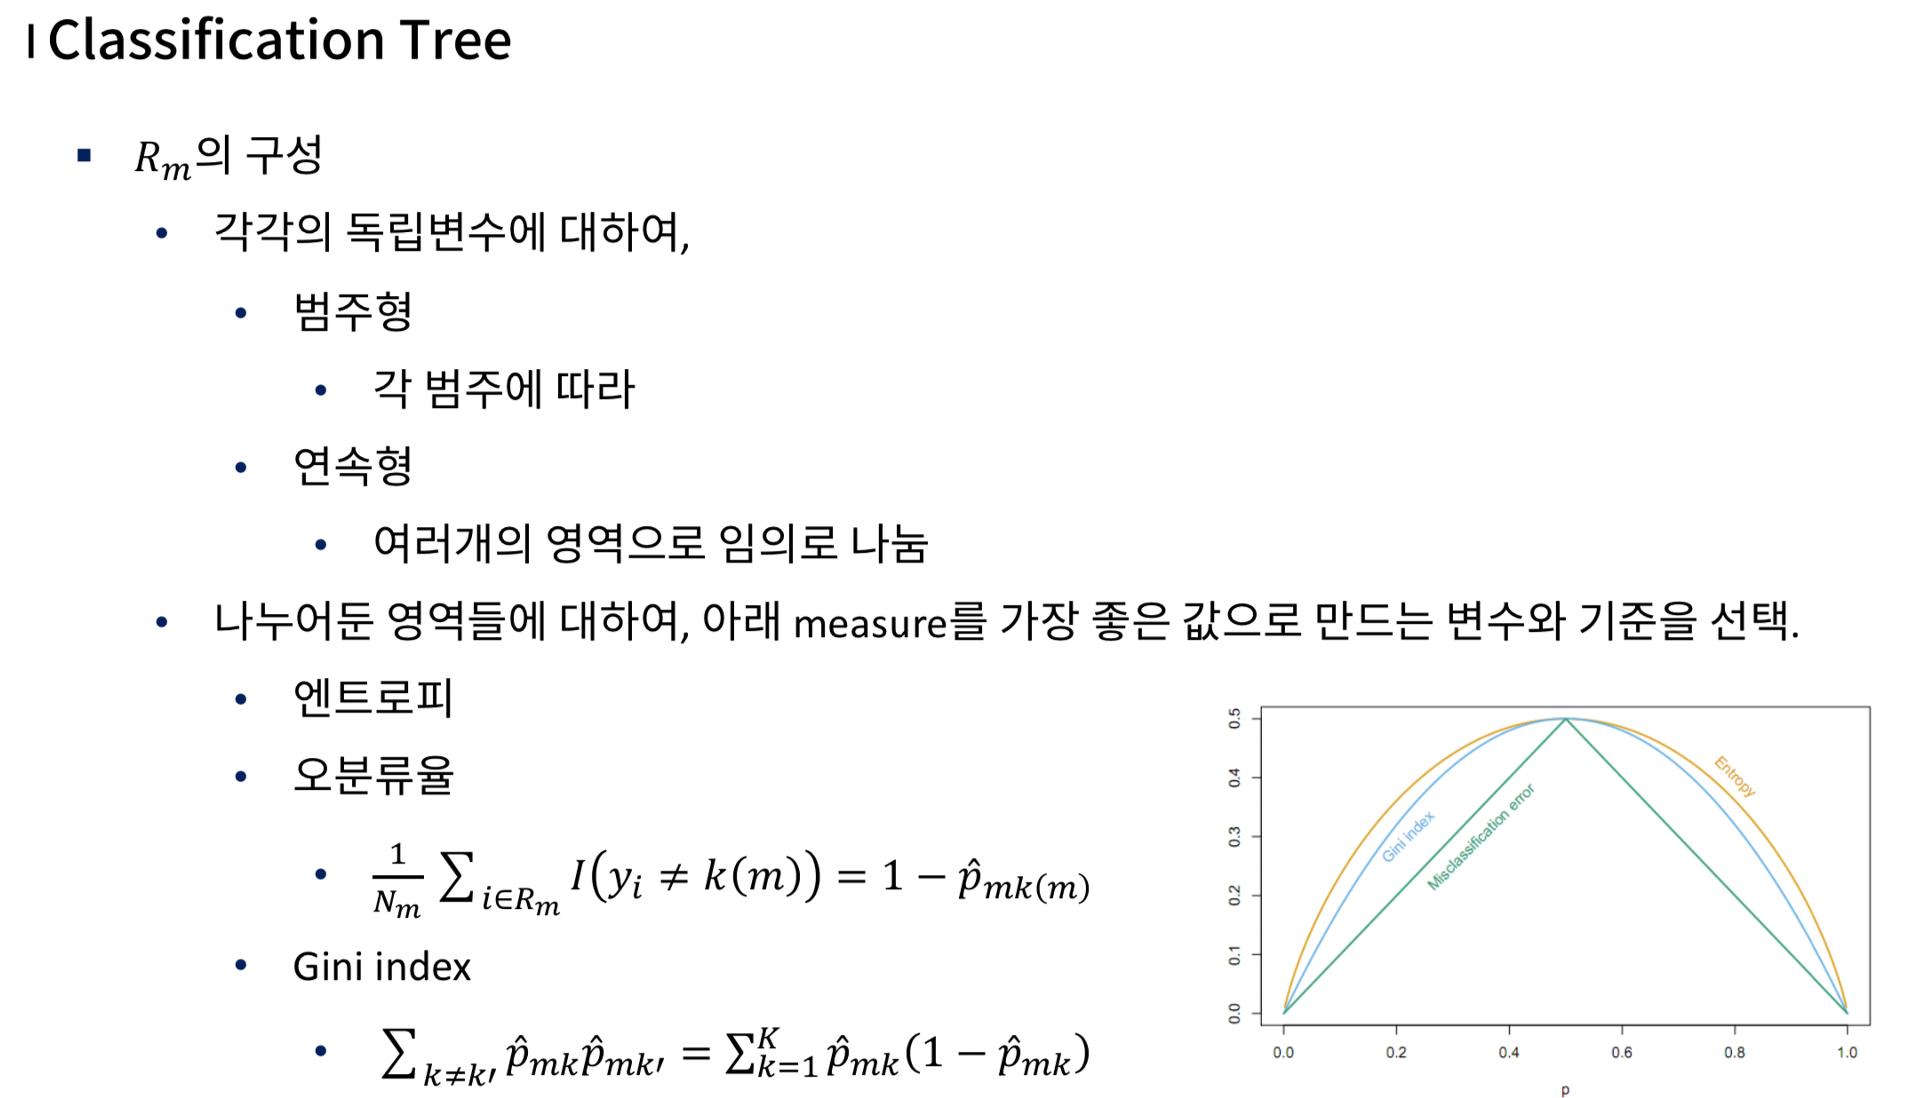 I Classification Tree
▪ $R_m$의 구성
• 각각의 독립변수에 대하여,
• 범주형
• 각 범주에 따라
• 연속형
• 여러개의 영역으로 임의로 나눔
• 나누어둔 영역들에 대하여, 아래 measure를 가장 좋은 값으로 만드는 변수와 기준을 선택.
• 엔트로피
• 오분류율
• $\frac{1}{N_m} \sum_{i \in R_m} I(y_i \neq k(m)) = 1 - \hat{p}_{mk(m)}$
• Gini index
• $\sum_{k \neq k'} \hat{p}_{mk} \hat{p}_{mk'} = \sum_{k=1}^{K} \hat{p}_{mk}(1 - \hat{p}_{mk})$
0.5
0.4
0.3
0.2
0.1
0.0
Entropy
Gini index
Misclassification error
0.0 0.2 0.4 0.6 0.8 1.0
p